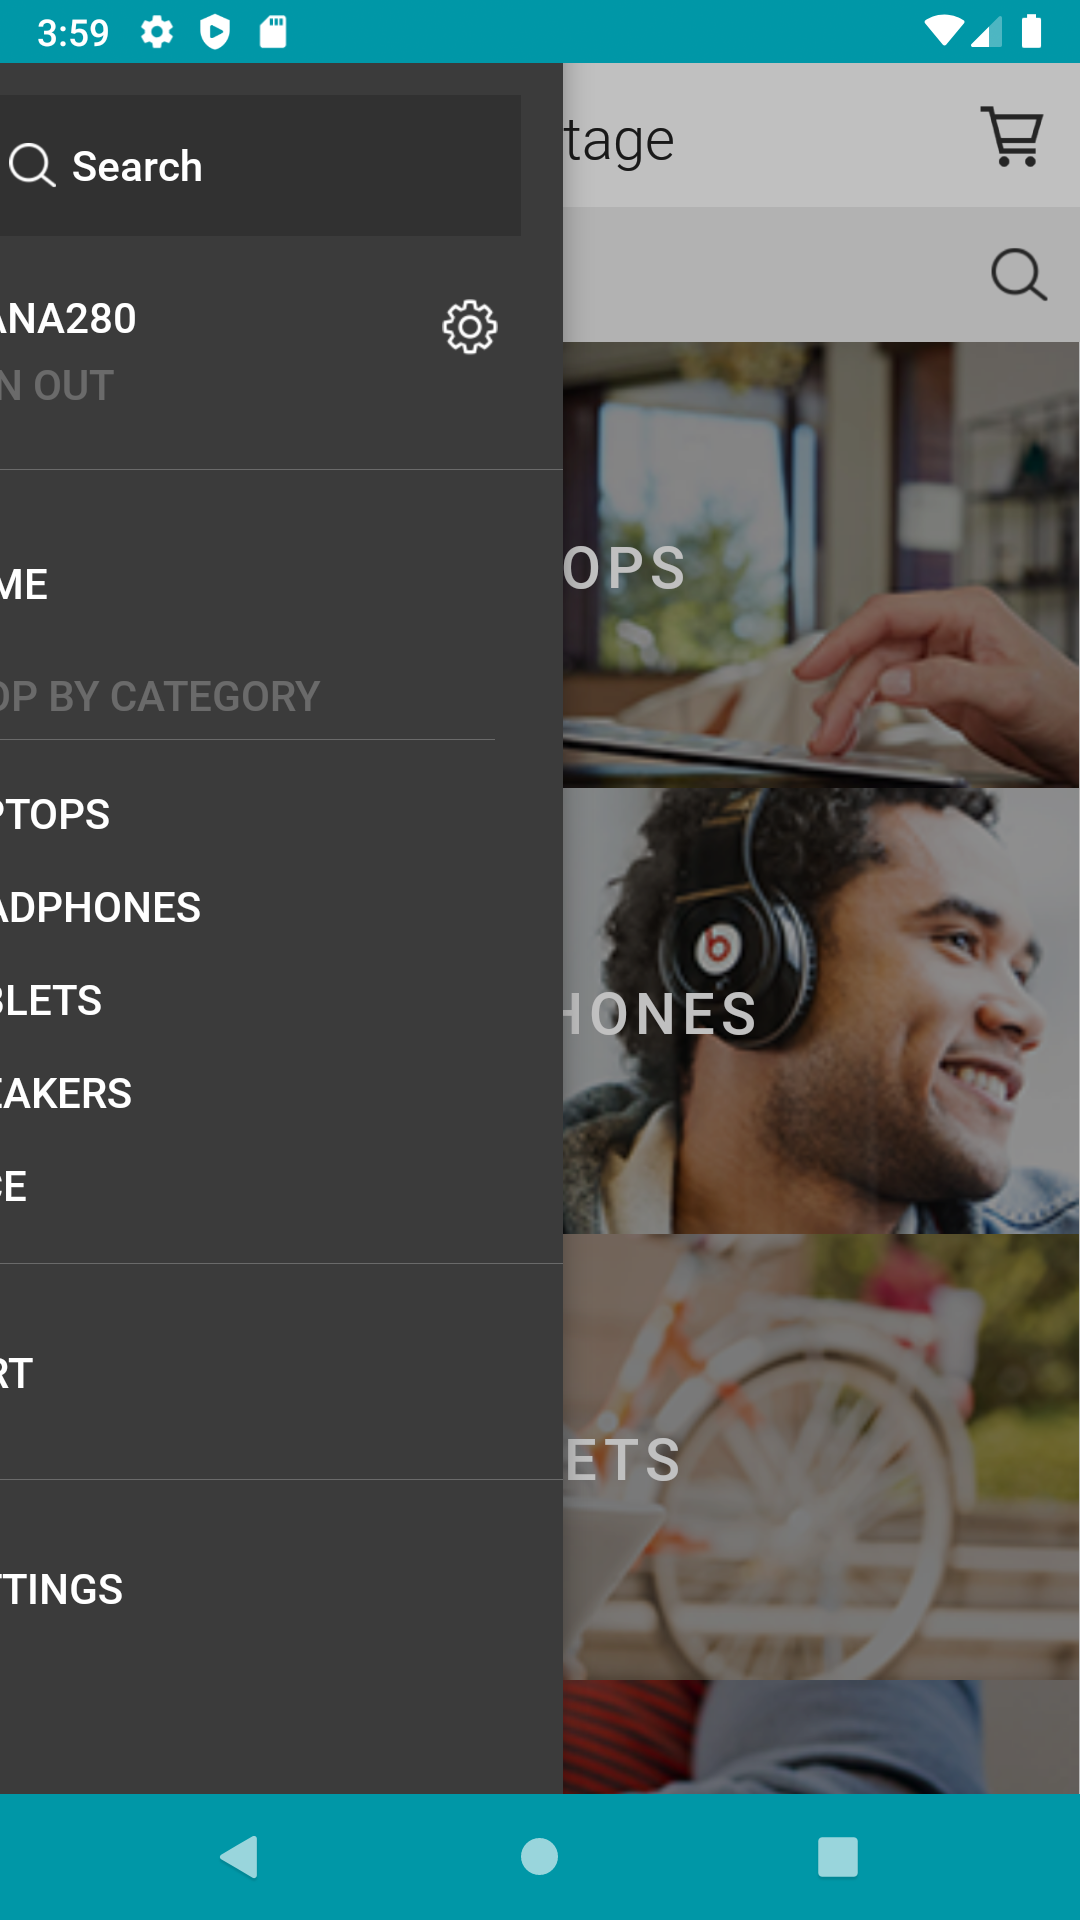 3:59
tage
Search
ANA280
N OUT
OPS
ME
OP BY CATEGORY
PTOPS
ADPHONES
HONES
BLETS
EAKERS
CE
RT
ETS
TTINGS